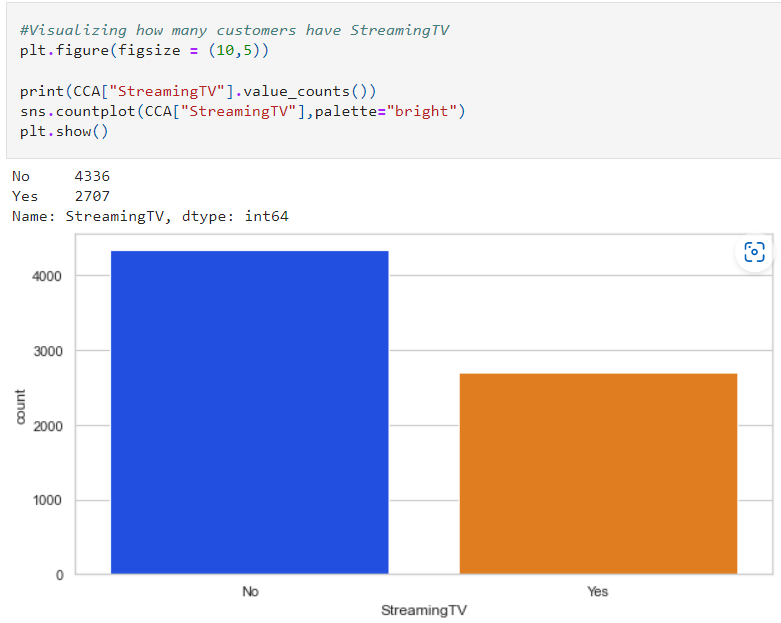 #Visualizing how many customers have StreamingTV
plt.figure(figsize = (10,5))
print(CCA["StreamingTV"].value_counts())
sns.countplot(CCA["StreamingTV"],palette="bright")
plt.show()
No 4336
Yes 2707
Name: StreamingTV, dtype: int64
4000
3000
2000
1000
0
count
No Yes
StreamingTV